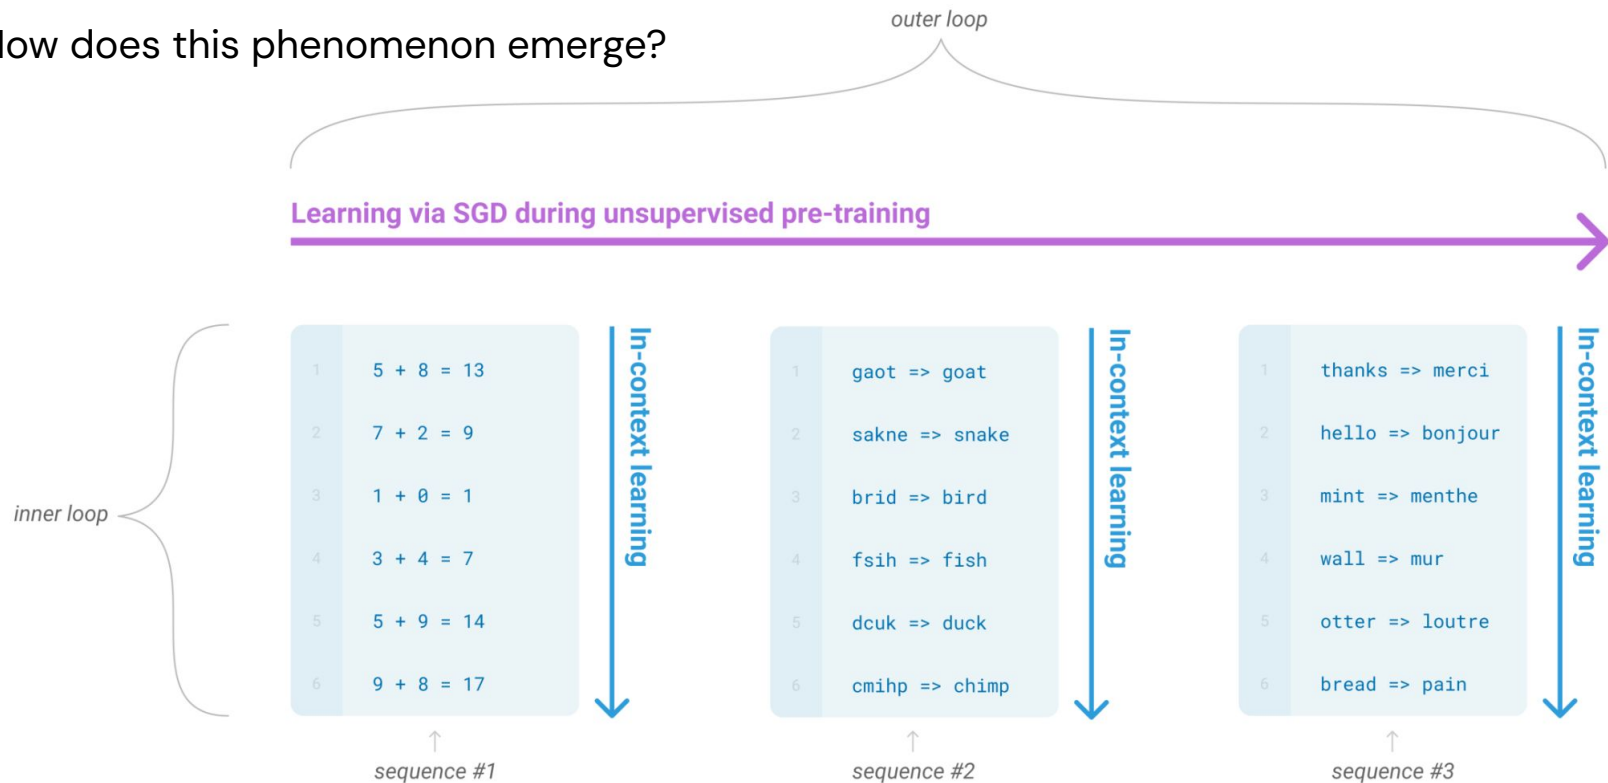 How does this phenomenon emerge?
outer loop
Learning via SGD during unsupervised pre-training
inner loop
1 5 + 8 = 13
2 7 + 2 = 9
3 1 + 0 = 1
4 3 + 4 = 7
5 5 + 9 = 14
6 9 + 8 = 17
In-context learning
sequence #1
1 gaot => goat
2 sakne => snake
3 brid => bird
4 fsih => fish
5 dcuk => duck
6 cmihp => chimp
In-context learning
sequence #2
1 thanks => merci
2 hello => bonjour
3 mint => menthe
4 wall => mur
5 otter => loutre
6 bread => pain
In-context learning
sequence #3